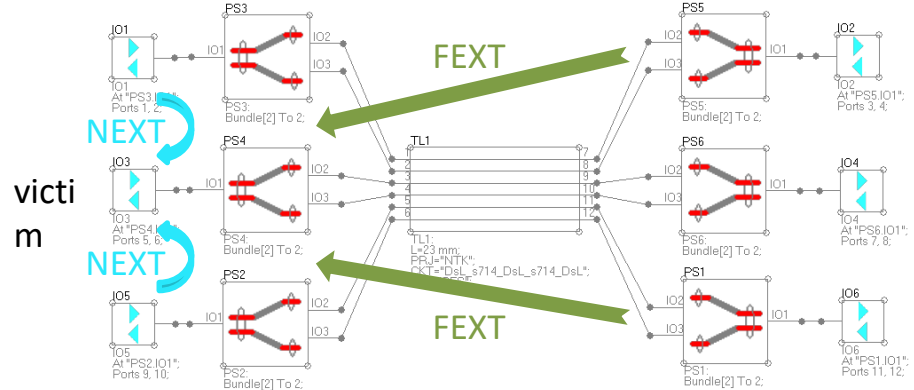 PS3
IO1
IO1
IO2
IO3
IO1
At "PS3.IO1";
Ports 1, 2;
PS3:
Bundle[2] To 2;
FEXT
PS5
IO2
IO2
IO1
IO3
IO2
At "PS5.IO1";
Ports 3, 4;
PS5:
Bundle[2] To 2;
NEXT
PS4
IO3
IO1
IO2
IO3
IO3
At "PS4.IO1";
Ports 5, 6;
PS4:
Bundle[2] To 2;
victi
m
TL1
1
2
3
4
5
6
7
8
9
10
11
12
TL1:
L=23 mm;
PRJ="NTK";
CKT="DsL_s714_DsL_s714_DsL";
PS6
IO4
IO2
IO1
IO3
IO4
At "PS6.IO1";
Ports 7, 8;
PS6:
Bundle[2] To 2;
NEXT
PS2
IO5
IO1
IO2
IO3
IO5
At "PS2.IO1";
Ports 9, 10;
PS2:
Bundle[2] To 2;
FEXT
PS1
IO6
IO2
IO1
IO3
IO6
At "PS1.IO1";
Ports 11, 12;
PS1:
Bundle[2] To 2;